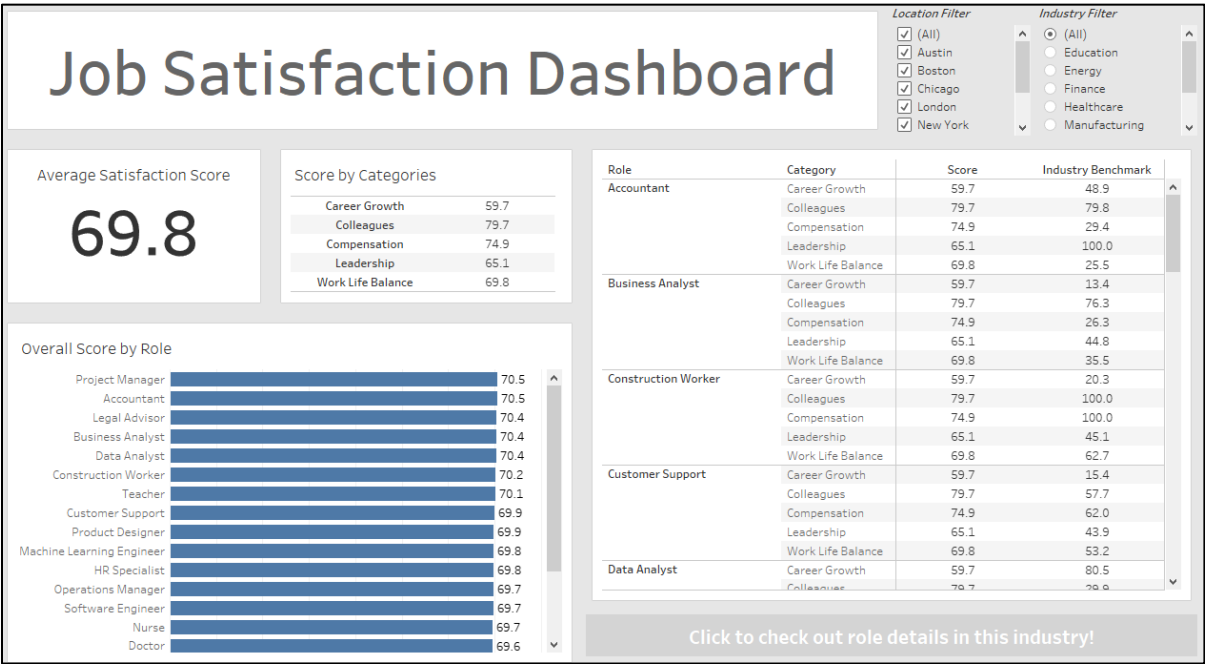 Job Satisfaction Dashboard
Location Filter
(All)
Austin
Boston
Chicago
London
New York
Industry Filter
(All)
Education
Energy
Finance
Healthcare
Manufacturing
Average Satisfaction Score
69.8
Score by Categories
Career Growth 59.7
Colleagues 79.7
Compensation 74.9
Leadership 65.1
Work Life Balance 69.8
Overall Score by Role
Project Manager 70.5
Accountant 70.5
Legal Advisor 70.4
Business Analyst 70.4
Data Analyst 70.4
Construction Worker 70.2
Teacher 70.1
Customer Support 69.9
Product Designer 69.9
Machine Learning Engineer 69.8
HR Specialist 69.8
Operations Manager 69.7
Software Engineer 69.7
Nurse 69.7
Doctor 69.6
Role Category Score Industry Benchmark
Accountant Career Growth 59.7 48.9
Colleagues 79.7 79.8
Compensation 74.9 29.4
Leadership 65.1 100.0
Work Life Balance 69.8 25.5
Business Analyst Career Growth 59.7 13.4
Colleagues 79.7 76.3
Compensation 74.9 26.3
Leadership 65.1 44.8
Work Life Balance 69.8 35.5
Construction Worker Career Growth 59.7 20.3
Colleagues 79.7 100.0
Compensation 74.9 100.0
Leadership 65.1 45.1
Work Life Balance 69.8 62.7
Customer Support Career Growth 59.7 15.4
Colleagues 79.7 57.7
Compensation 74.9 62.0
Leadership 65.1 43.9
Work Life Balance 69.8 53.2
Data Analyst Career Growth 59.7 80.5
Colleagues 79.7 29.9
Click to check out role details in this industry!